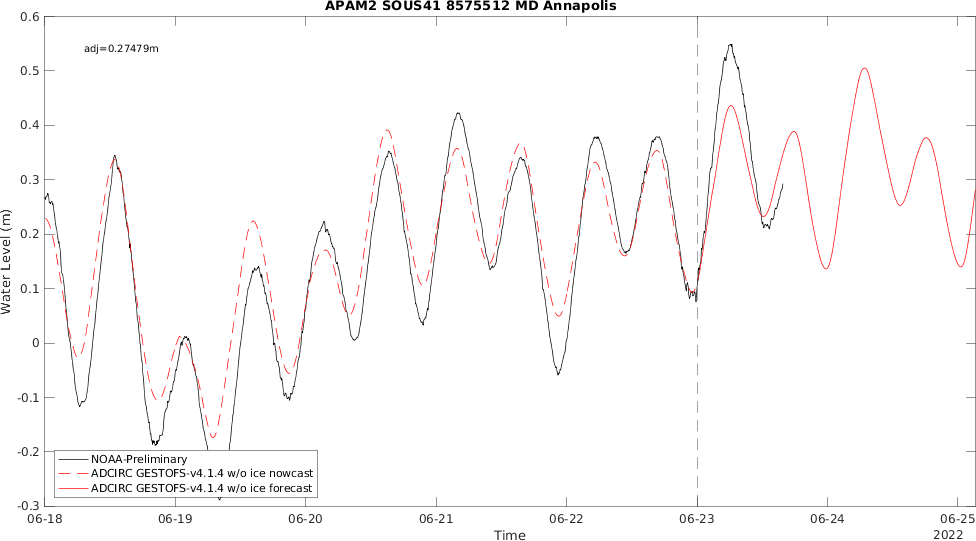 APAM2 SOUS41 8575512 MD Annapolis
adj=0.27479m
0.6
0.5
0.4
0.3
0.2
0.1
0
-0.1
-0.2
-0.3
Water Level (m)
NOAA-Preliminary
ADCIRC GESTOFS-v4.1.4 w/o ice nowcast
ADCIRC GESTOFS-v4.1.4 w/o ice forecast
06-18 06-19 06-20 06-21 06-22 06-23 06-24 06-25
Time
2022